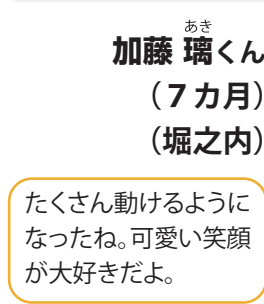 あき
加藤 璃くん
（７カ月）
（堀之内）
たくさん動けるように
なったね。可愛い笑顔
が大好きだよ。